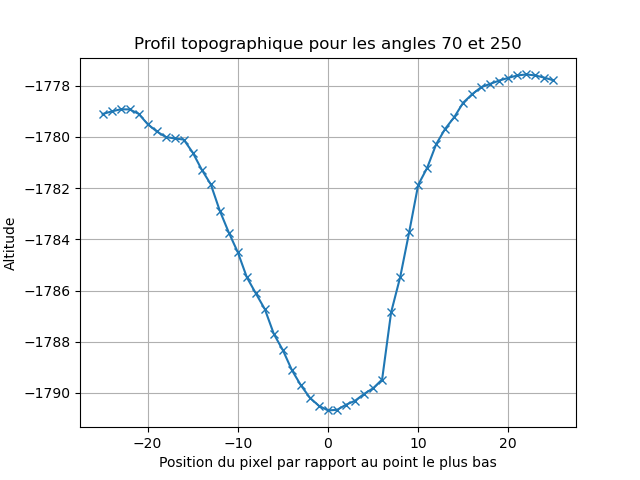 Profil topographique pour les angles 70 et 250
Altitude
−1778
−1780
−1782
−1784
−1786
−1788
−1790
−20 −10 0 10 20
Position du pixel par rapport au point le plus bas